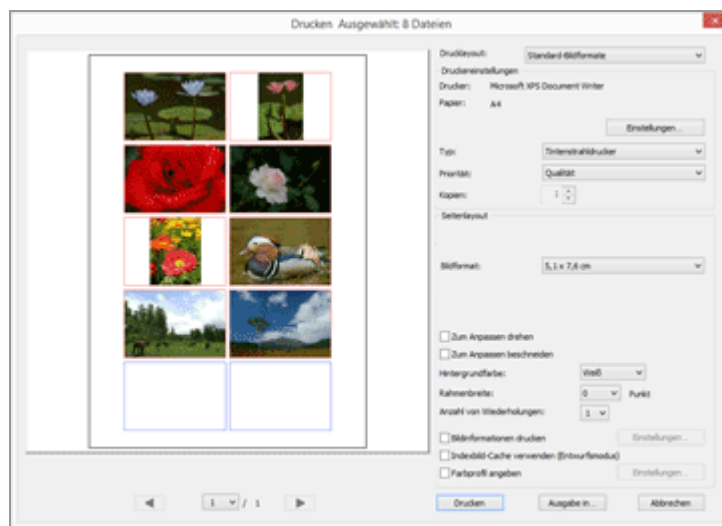 Drucken Ausgewählt: 8 Dateien
Drucklayout: Standard-Bildformate
Druckereinstellungen
Drucker: Microsoft XPS Document Writer
Papier: A4
Einstellungen...
Typ: Tintenstrahldrucker
Priorität: Qualität
Kopien: 1
Seitenlayout
Bildformat: 5,1 x 7,6 cm
Zum Anpassen drehen
Zum Anpassen beschneiden
Hintergrundfarbe: Weiß
Rahmenbreite: 0 Punkt
Anzahl von Wiederholungen: 1
Bildinformationen drucken Einstellungen...
Indexbild-Cache verwenden (Entwurfsmodus)
Farbprofil angeben Einstellungen...
1 / 1 Drucken Ausgabe in... Abbrechen